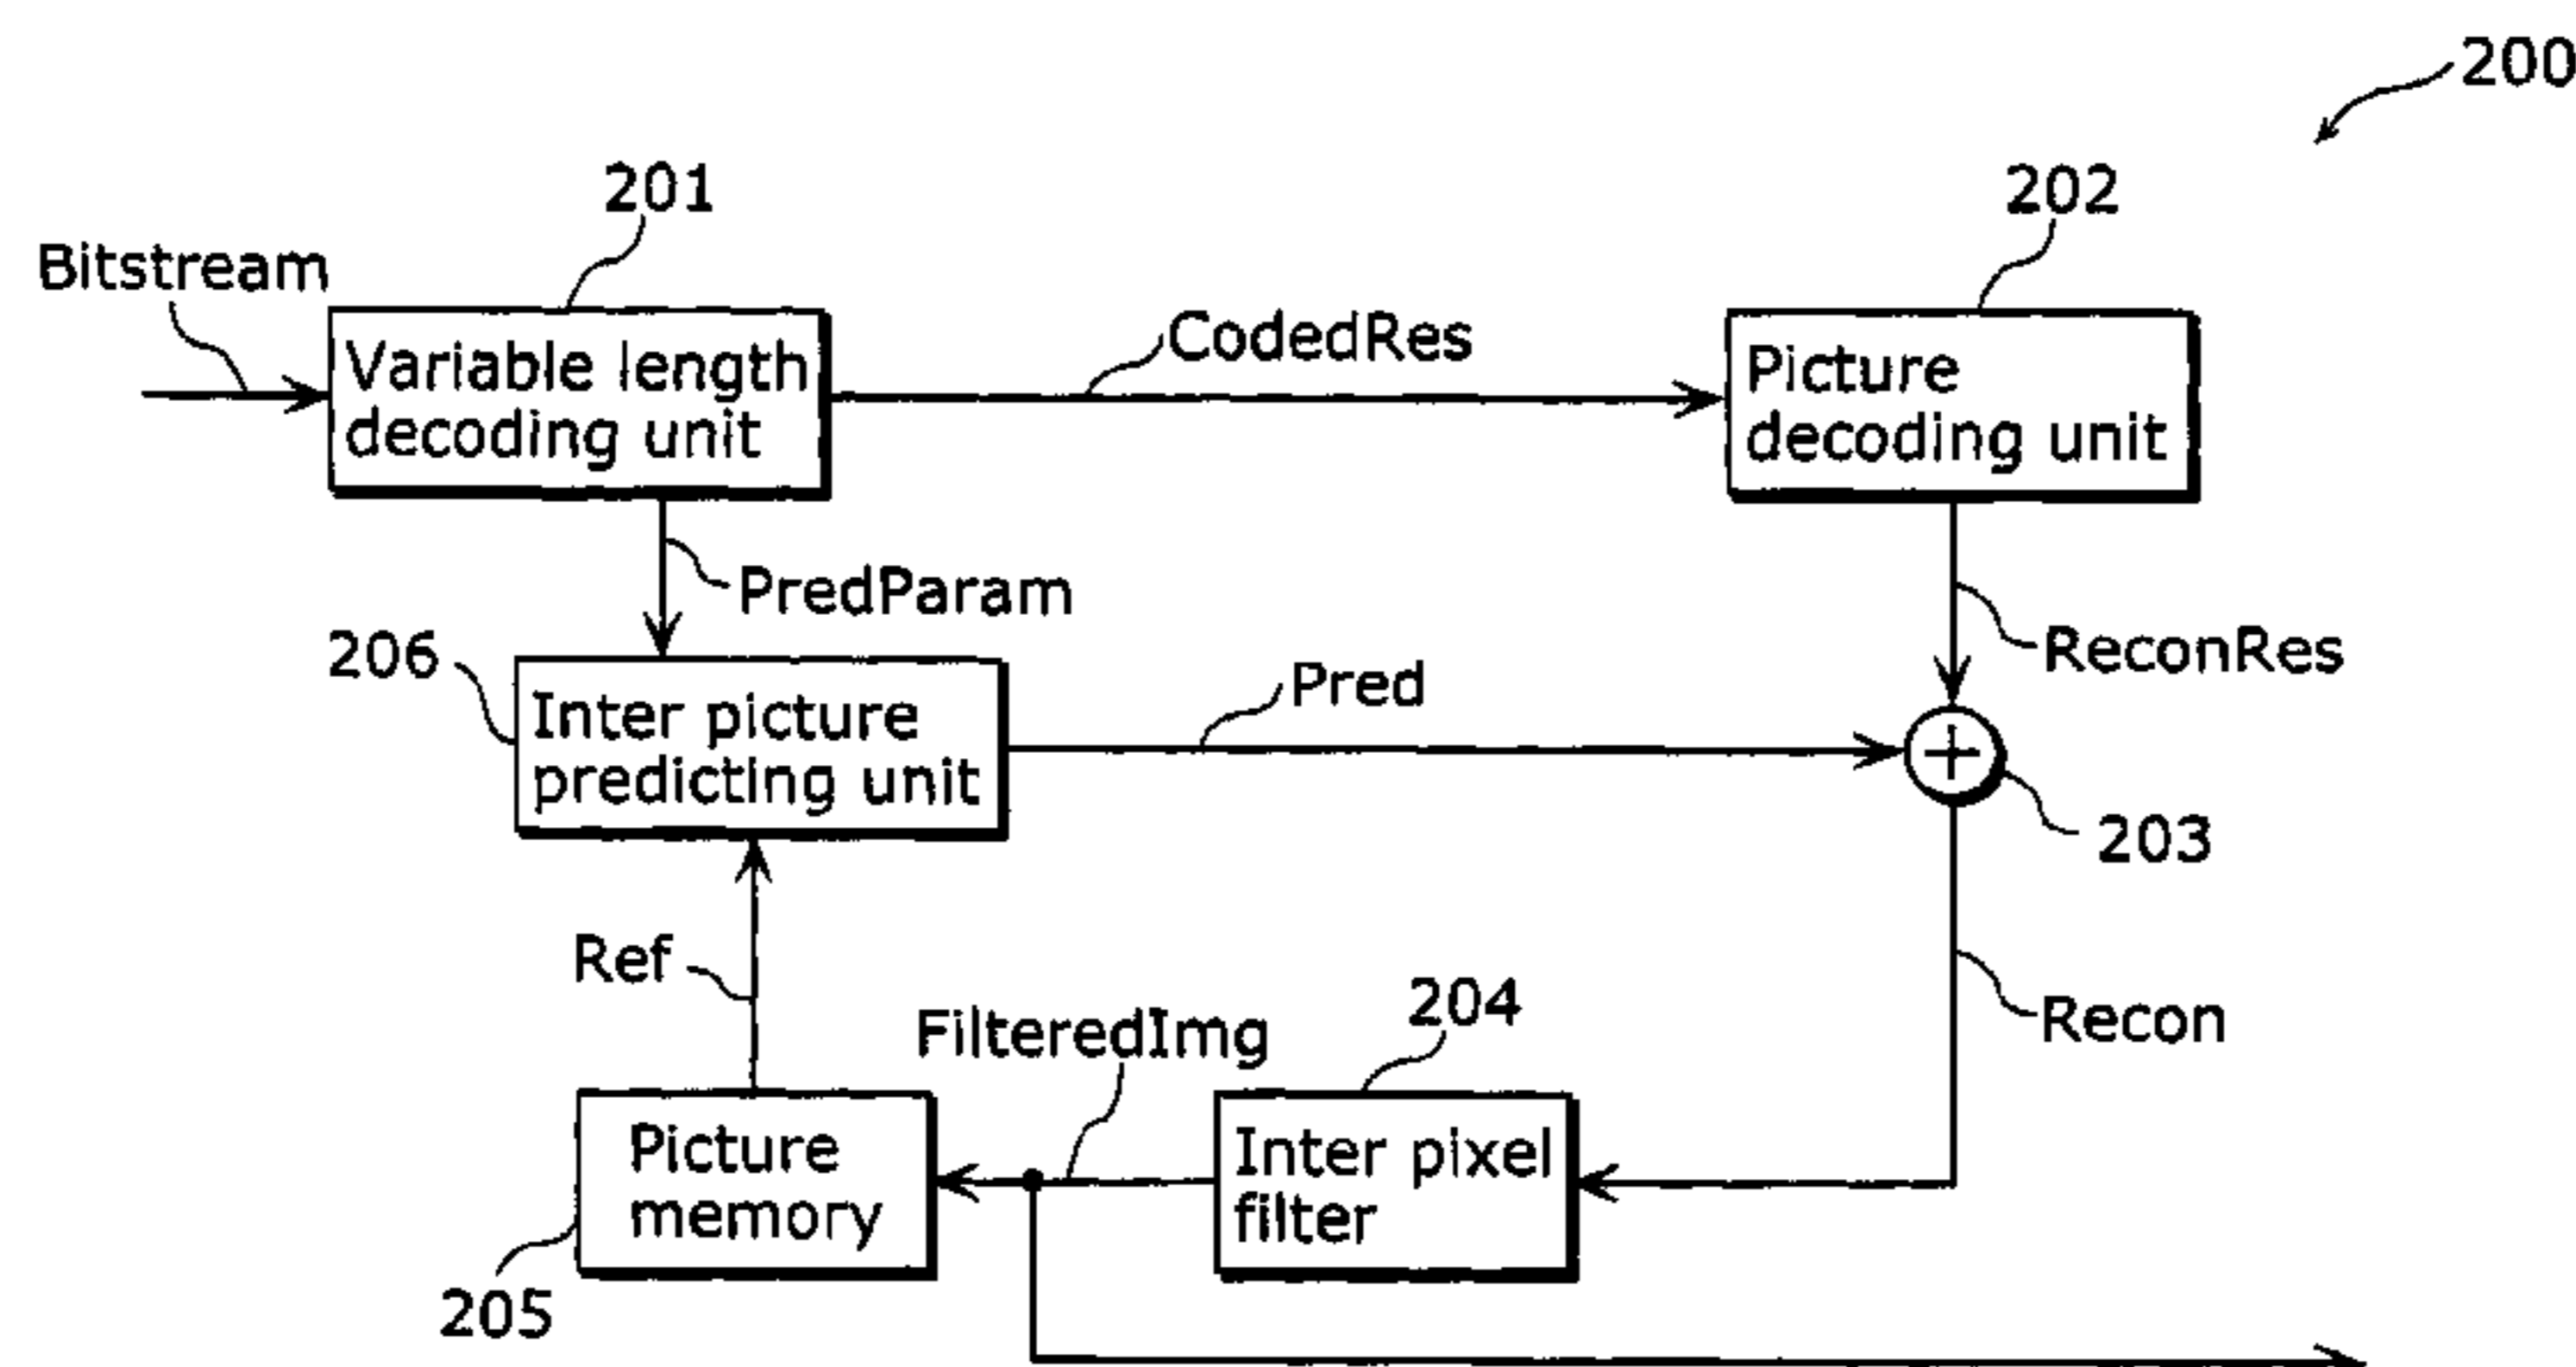 200
201
202
Bitstream
CodedRes
Variable length
decoding unit
Picture
decoding unit
PredParam
206
ReconRes
Pred
Inter picture
predicting unit
203
Ref
204
FilteredImg
Recon
Picture
memory
Inter pixel
filter
205
+